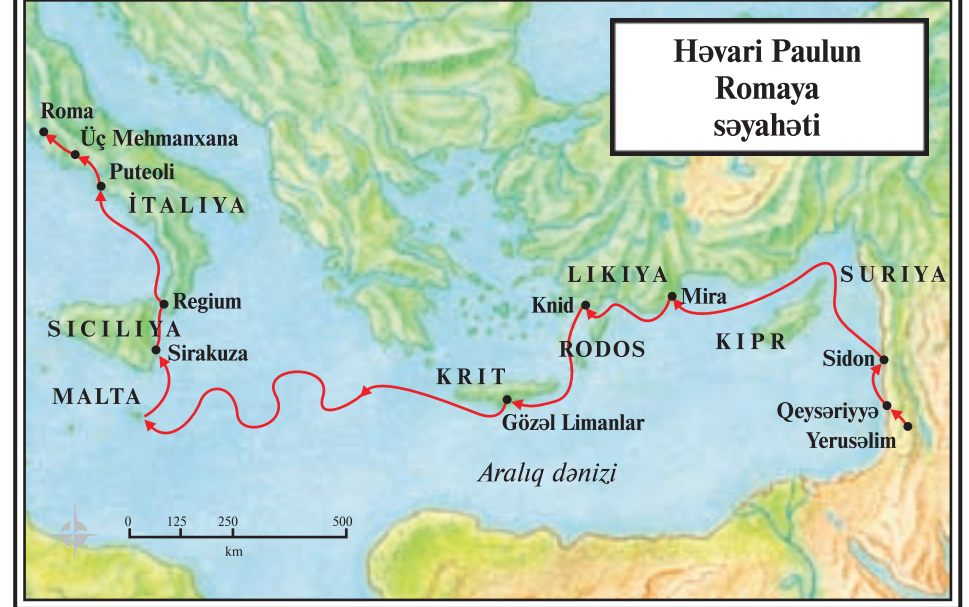 Həvari Paulun
Romaya
səyahəti
Roma
Üç Mehmanxana
Puteoli
İTALIYA
Regium
SICILIYA
Sirakuza
MALTA
LIKIYA
SURIYA
Knid
Mira
RODOS
KIPR
Sidon
KRIT
Gözəl Limanlar
Qeysəriyyə
Yerusəlim
Aralıq dənizi
0 125 250 500
km